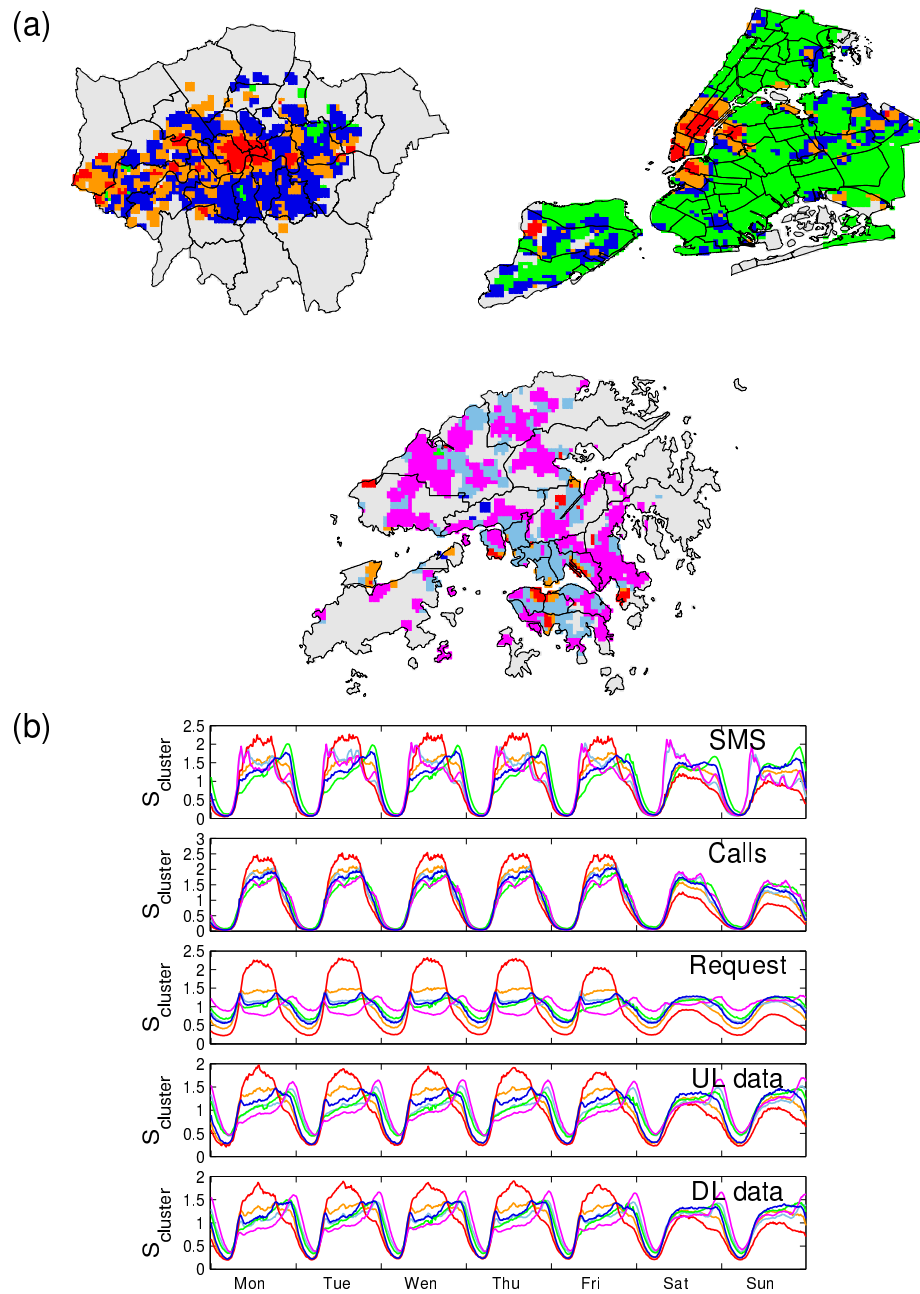 (a)
(b)
SMS
S_cluster
2.5
2
1.5
1
0.5
0
Calls
S_cluster
3
2.5
2
1.5
1
0.5
0
Request
S_cluster
2.5
2
1.5
1
0.5
0
UL data
S_cluster
2
1.5
1
0.5
0
DL data
S_cluster
2
1.5
1
0.5
0
Mon Tue Wen Thu Fri Sat Sun